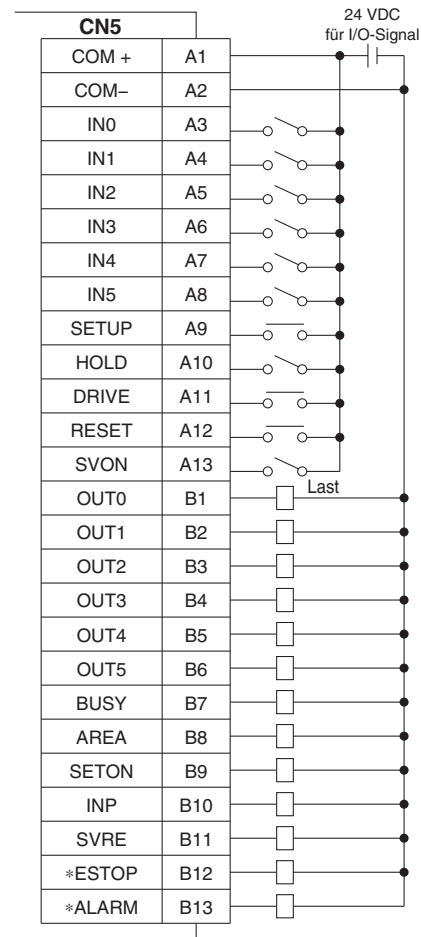 24 VDC
für I/O-Signal
CN5
COM + A1
COM– A2
IN0 A3
IN1 A4
IN2 A5
IN3 A6
IN4 A7
IN5 A8
SETUP A9
HOLD A10
DRIVE A11
RESET A12
SVON A13
Last
OUT0 B1
OUT1 B2
OUT2 B3
OUT3 B4
OUT4 B5
OUT5 B6
BUSY B7
AREA B8
SETON B9
INP B10
SVRE B11
∗ESTOP B12
∗ALARM B13